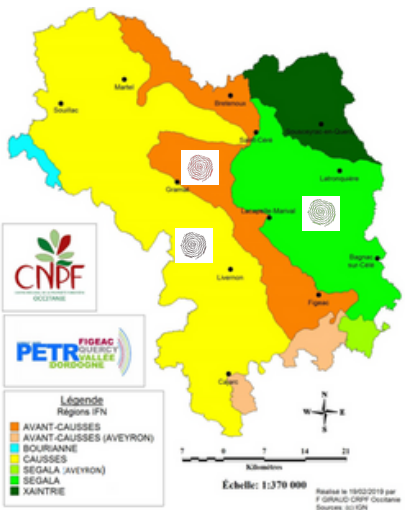 Martel
Souillac
Bretenoux
Saint-Céré
Sousceyrac-en-Quercy
Latronquière
Gramat
Lacapelle-Marival
Bagnac
sur-Célé
Livernon
Figeac
Cajarc
CNPF
OCCITANIE
PETR
FIGEAC
QUERCY
VALLÉE
DORDOGNE
Légende
Régions IFN
AVANT-CAUSSES
AVANT-CAUSSES (AVEYRON)
BOURIANNE
CAUSSES
SEGALA (AVEYRON)
SEGALA
XAINTRIE
N
W
E
S
7
0
7
14
21
Kilomètres
Échelle: 1:370 000
Réalisé le 19/02/2019 par
F GIRAUD CRPF Occitanie
Sources: (c) IGN